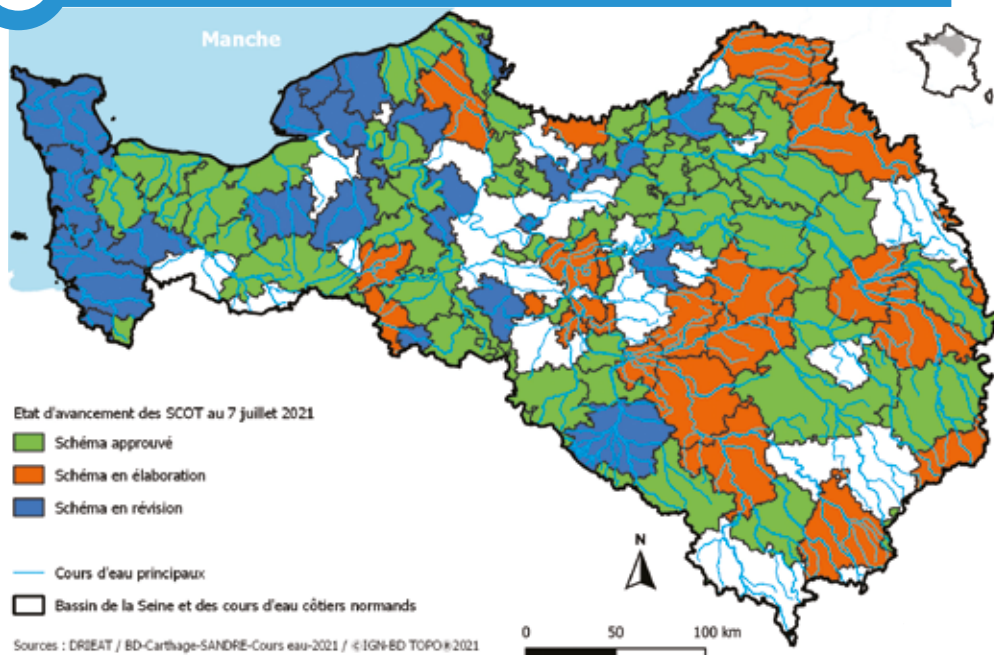 Manche
Etat d'avancement des SCOT au 7 juillet 2021
Schéma approuvé
Schéma en élaboration
Schéma en révision
Cours d'eau principaux
Bassin de la Seine et des cours d'eau côtiers normands
Sources : DRIEAT / BD-Carthage-SANDRE-Cours eau-2021 / ©IGN-BD TOPO®2021
N
0 50 100 km